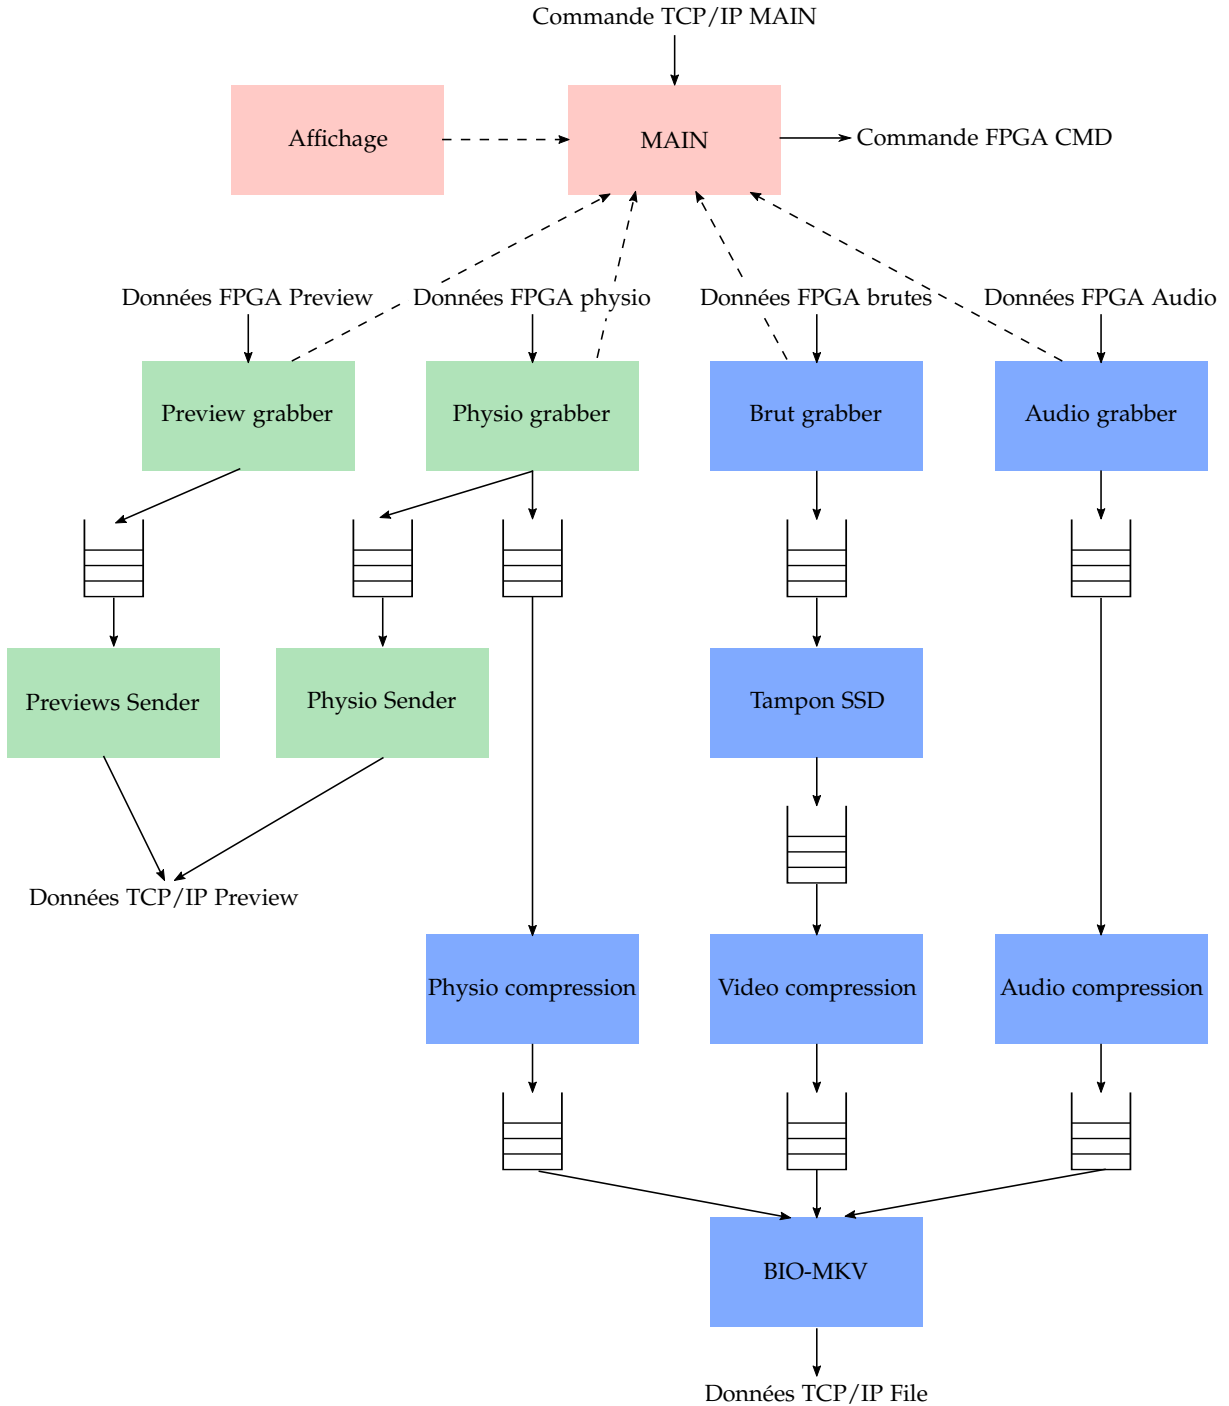 Commande TCP/IP MAIN
Affichage
MAIN
Commande FPGA CMD
Données FPGA Preview
Données FPGA physio
Données FPGA brutes
Données FPGA Audio
Preview grabber
Physio grabber
Brut grabber
Audio grabber
Previews Sender
Physio Sender
Tampon SSD
Données TCP/IP Preview
Physio compression
Video compression
Audio compression
BIO-MKV
Données TCP/IP File